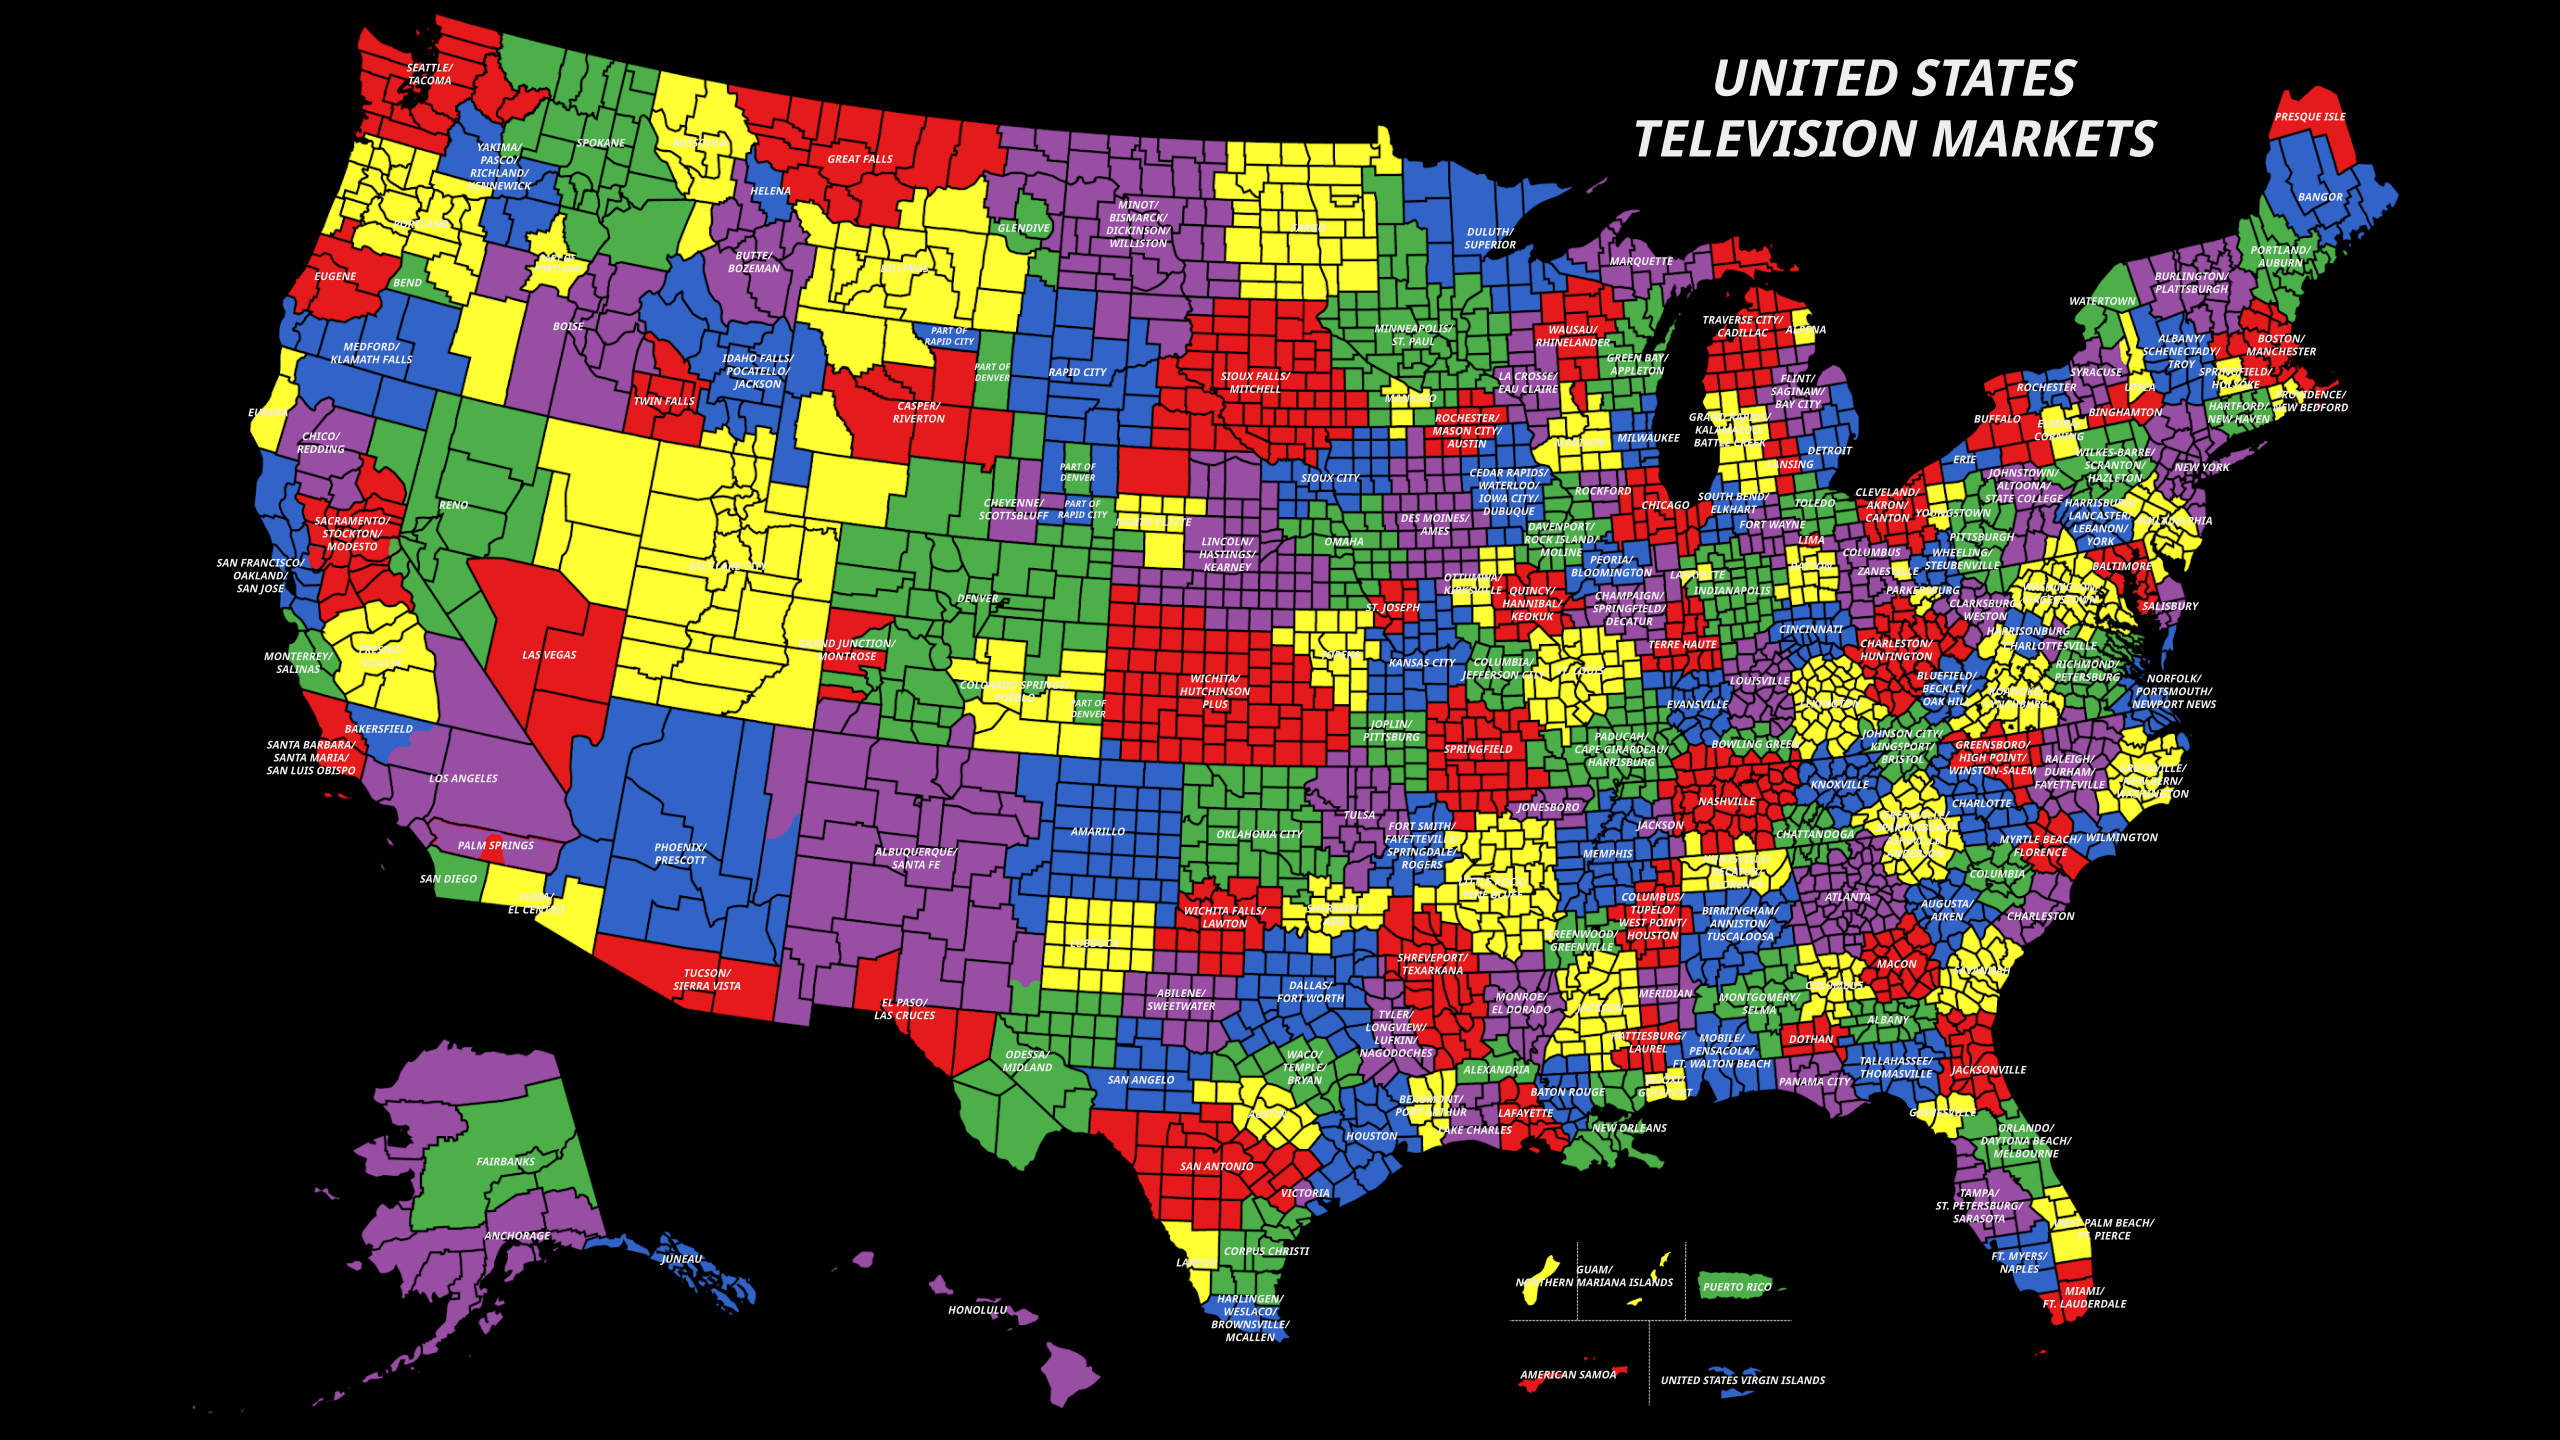 UNITED STATES
TELEVISION MARKETS
SEATTLE/
TACOMA
YAKIMA/
PASCO/
RICHLAND/
KENNEWICK
SPOKANE
MISSOULA
GREAT FALLS
HELENA
BUTTE/
BOZEMAN
BILLINGS
GLENDIVE
MINOT/
BISMARCK/
DICKINSON/
WILLISTON
FARGO
DULUTH/
SUPERIOR
MARQUETTE
PRESQUE ISLE
BANGOR
PORTLAND/
AUBURN
BURLINGTON/
PLATTSBURGH
WATERTOWN
PORTLAND
PART OF
PORTLAND
EUGENE
BEND
BOISE
MEDFORD/
KLAMATH FALLS
IDAHO FALLS/
POCATELLO/
JACKSON
TWIN FALLS
PART OF
RAPID CITY
PART OF
DENVER
RAPID CITY
CASPER/
RIVERTON
SIOUX FALLS/
MITCHELL
MINNEAPOLIS/
ST. PAUL
MANKATO
LA CROSSE/
EAU CLAIRE
WAUSAU/
RHINELANDER
GREEN BAY/
APPLETON
TRAVERSE CITY/
CADILLAC
ALPENA
FLINT/
SAGINAW/
BAY CITY
ALBANY/
SCHENECTADY/
TROY
BOSTON/
MANCHESTER
SYRACUSE
UTICA
SPRINGFIELD/
HOLYOKE
PROVIDENCE/
NEW BEDFORD
HARTFORD/
NEW HAVEN
ROCHESTER
BUFFALO
ELMIRA/
CORNING
BINGHAMTON
EUREKA
CHICO/
REDDING
RENO
SACRAMENTO/
STOCKTON/
MODESTO
SAN FRANCISCO/
OAKLAND/
SAN JOSE
SALT LAKE CITY
CHEYENNE/
SCOTTSBLUFF
PART OF
DENVER
PART OF
RAPID CITY
NORTH PLATTE
LINCOLN/
HASTINGS/
KEARNEY
SIOUX CITY
OMAHA
DES MOINES/
AMES
ROCHESTER/
MASON CITY/
AUSTIN
CEDAR RAPIDS/
WATERLOO/
IOWA CITY/
DUBUQUE
MADISON
MILWAUKEE
ROCKFORD
CHICAGO
DAVENPORT/
ROCK ISLAND/
MOLINE
GRAND RAPIDS/
KALAMAZOO/
BATTLE CREEK
LANSING
DETROIT
SOUTH BEND/
ELKHART
FORT WAYNE
TOLEDO
LIMA
CLEVELAND/
AKRON/
CANTON
YOUNGSTOWN
ERIE
JOHNSTOWN/
ALTOONA/
STATE COLLEGE
WILKES-BARRE/
SCRANTON/
HAZLETON
NEW YORK
HARRISBURG/
LANCASTER/
LEBANON/
YORK
PHILADELPHIA
PITTSBURGH
WHEELING/
STEUBENVILLE
COLUMBUS
ZANESVILLE
DAYTON
PARKERSBURG
CLARKSBURG/
WESTON
WASHINGTON/
HAGERSTOWN
BALTIMORE
SALISBURY
HARRISONBURG
CHARLOTTESVILLE
RICHMOND/
PETERSBURG
NORFOLK/
PORTSMOUTH/
NEWPORT NEWS
ROANOKE/
LYNCHBURG
BLUEFIELD/
BECKLEY/
OAK HILL
CHARLESTON/
HUNTINGTON
CINCINNATI
INDIANAPOLIS
LAFAYETTE
TERRE HAUTE
CHAMPAIGN/
SPRINGFIELD/
DECATUR
PEORIA/
BLOOMINGTON
QUINCY/
HANNIBAL/
KEOKUK
OTTUMWA/
KIRKSVILLE
ST. JOSEPH
KANSAS CITY
TOPEKA
COLUMBIA/
JEFFERSON CITY
ST. LOUIS
DENVER
GRAND JUNCTION/
MONTROSE
COLORADO SPRINGS/
PUEBLO
PART OF
DENVER
WICHITA/
HUTCHINSON
PLUS
JOPLIN/
PITTSBURG
SPRINGFIELD
PADUCAH/
CAPE GIRARDEAU/
HARRISBURG
EVANSVILLE
LOUISVILLE
LEXINGTON
BOWLING GREEN
JOHNSON CITY/
KINGSPORT/
BRISTOL
GREENSBORO/
HIGH POINT/
WINSTON-SALEM
RALEIGH/
DURHAM/
FAYETTEVILLE
GREENVILLE/
NEW BERN/
WASHINGTON
MONTERREY/
SALINAS
FRESNO/
VISALIA
LAS VEGAS
BAKERSFIELD
SANTA BARBARA/
SANTA MARIA/
SAN LUIS OBISPO
LOS ANGELES
PALM SPRINGS
SAN DIEGO
YUMA/
EL CENTRO
PHOENIX/
PRESCOTT
TUCSON/
SIERRA VISTA
ALBUQUERQUE/
SANTA FE
EL PASO/
LAS CRUCES
AMARILLO
LUBBOCK
OKLAHOMA CITY
TULSA
FORT SMITH/
FAYETTEVILLE/
SPRINGDALE/
ROGERS
JONESBORO
JACKSON
NASHVILLE
KNOXVILLE
CHATTANOOGA
CHARLOTTE
GREENVILLE/
SPARTANBURG/
ASHEVILLE/
ANDERSON
MYRTLE BEACH/
FLORENCE
WILMINGTON
COLUMBIA
CHARLESTON
AUGUSTA/
AIKEN
ATLANTA
MACON
SAVANNAH
MEMPHIS
LITTLE ROCK/
PINE BLUFF
HUNTSVILLE/
DECATUR/
FLORENCE
BIRMINGHAM/
ANNISTON/
TUSCALOOSA
COLUMBUS/
TUPELO/
WEST POINT/
HOUSTON
GREENWOOD/
GREENVILLE
WICHITA FALLS/
LAWTON
SHERMAN/
ADA
SHREVEPORT/
TEXARKANA
MONROE/
EL DORADO
JACKSON
MERIDIAN
MONTGOMERY/
SELMA
COLUMBUS
ALBANY
DOTHAN
HATTIESBURG/
LAUREL
MOBILE/
PENSACOLA/
FT. WALTON BEACH
PANAMA CITY
TALLAHASSEE/
THOMASVILLE
JACKSONVILLE
GAINESVILLE
ORLANDO/
DAYTONA BEACH/
MELBOURNE
TAMPA/
ST. PETERSBURG/
SARASOTA
WEST PALM BEACH/
FT. PIERCE
FT. MYERS/
NAPLES
MIAMI/
FT. LAUDERDALE
ABILENE/
SWEETWATER
DALLAS/
FORT WORTH
TYLER/
LONGVIEW/
LUFKIN/
NAGODOCHES
ODESSA/
MIDLAND
SAN ANGELO
WACO/
TEMPLE/
BRYAN
AUSTIN
HOUSTON
BEAUMONT/
PORT ARTHUR
ALEXANDRIA
LAKE CHARLES
LAFAYETTE
BATON ROUGE
NEW ORLEANS
BILOXI/
GULFPORT
SAN ANTONIO
VICTORIA
CORPUS CHRISTI
LAREDO
HARLINGEN/
WESLACO/
BROWNSVILLE/
MCALLEN
FAIRBANKS
ANCHORAGE
JUNEAU
HONOLULU
GUAM/
NORTHERN MARIANA ISLANDS
PUERTO RICO
AMERICAN SAMOA
UNITED STATES VIRGIN ISLANDS